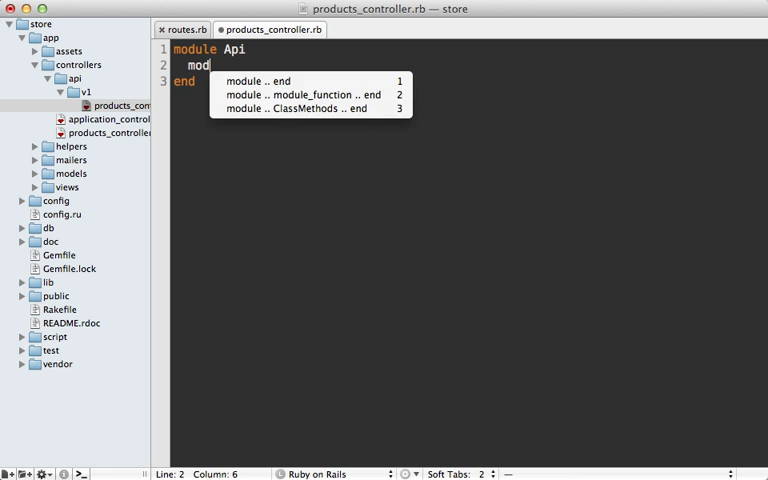 products_controller.rb — store
store
app
assets
controllers
api
v1
products_cont
application_control
products_controller
helpers
mailers
models
views
config
config.ru
db
doc
Gemfile
Gemfile.lock
lib
public
Rakefile
README.rdoc
script
test
vendor
routes.rb
products_controller.rb
1 module Api
2 mod
3 end
module .. end 1
module .. module_function .. end 2
module .. ClassMethods .. end 3
Line: 2 Column: 6 Ruby on Rails Soft Tabs: 2 —